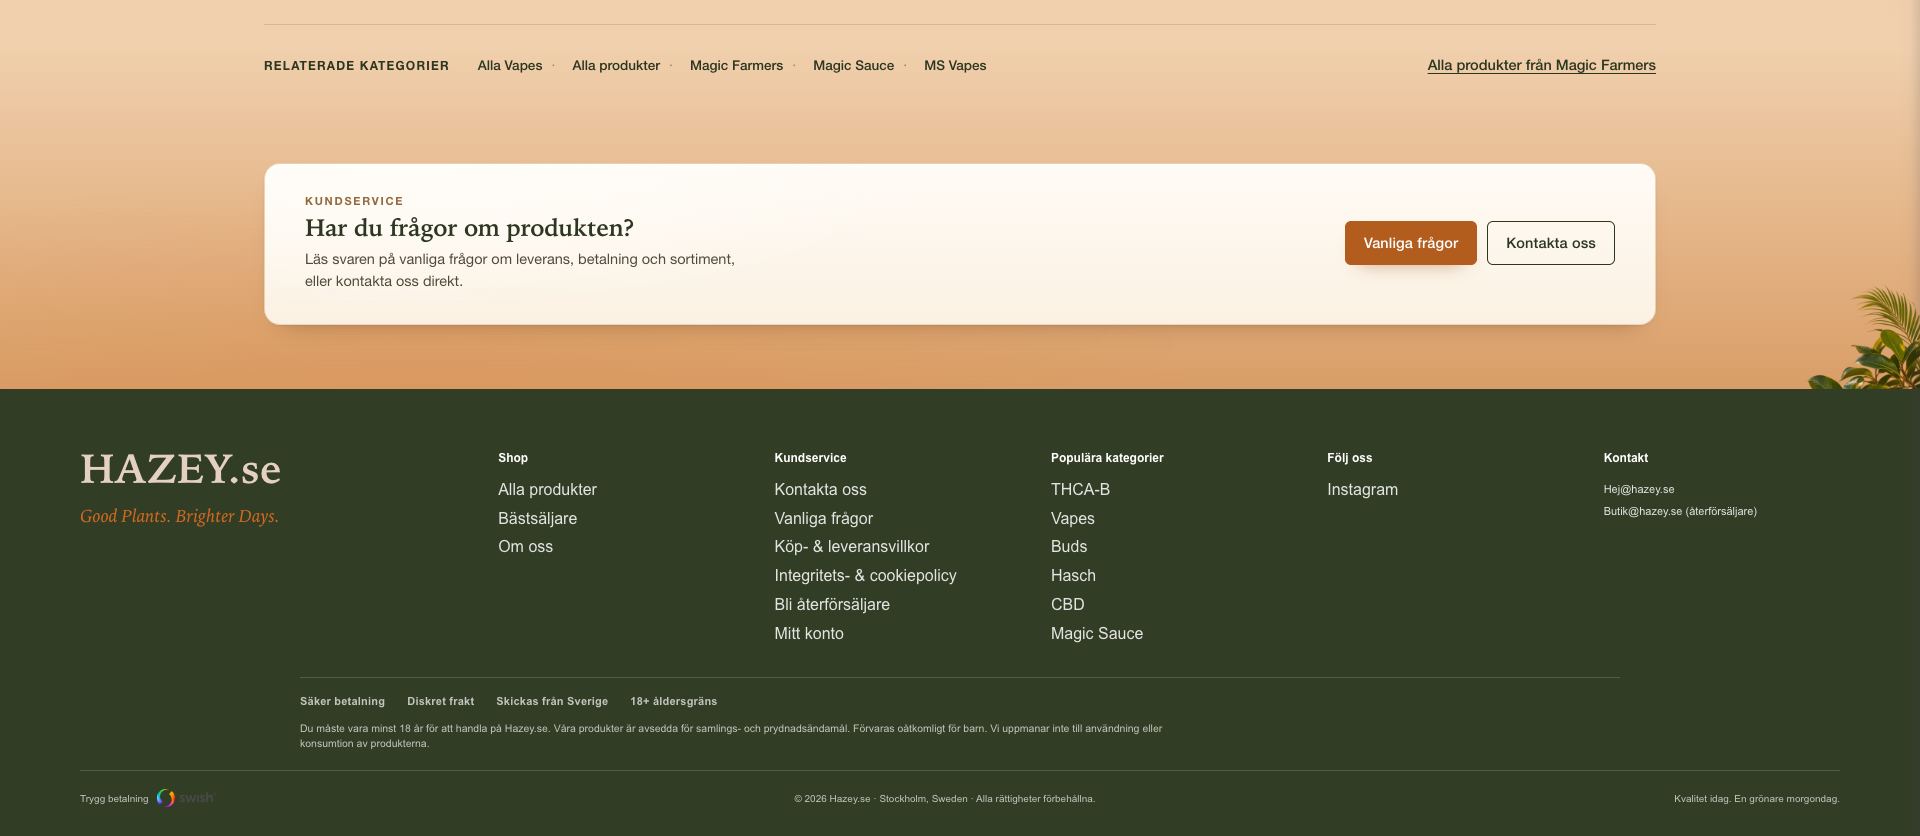 RELATERADE KATEGORIER Alla Vapes · Alla produkter · Magic Farmers · Magic Sauce · MS Vapes Alla produkter från Magic Farmers
KUNDSERVICE
Har du frågor om produkten?
Läs svaren på vanliga frågor om leverans, betalning och sortiment,
eller kontakta oss direkt.
Vanliga frågor Kontakta oss
HAZEY.se
Good Plants. Brighter Days.
Shop
Alla produkter
Bästsäljare
Om oss
Kundservice
Kontakta oss
Vanliga frågor
Köp- & leveransvillkor
Integritets- & cookiepolicy
Bli återförsäljare
Mitt konto
Populära kategorier
THCA-B
Vapes
Buds
Hasch
CBD
Magic Sauce
Följ oss
Instagram
Kontakt
Hej@hazey.se
Butik@hazey.se (återförsäljare)
Säker betalning Diskret frakt Skickas från Sverige 18+ åldersgräns
Du måste vara minst 18 år för att handla på Hazey.se. Våra produkter är avsedda för samlings- och prydnadsändamål. Förvaras oåtkomligt för barn. Vi uppmanar inte till användning eller
konsumtion av produkterna.
Trygg betalning swish © 2026 Hazey.se · Stockholm, Sweden · Alla rättigheter förbehållna. Kvalitet idag. En grönare morgondag.